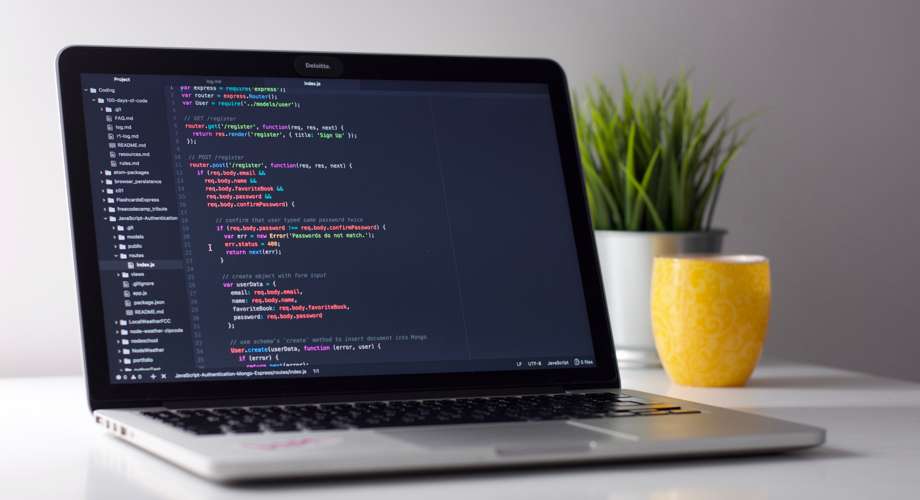 Deloitte.
Project
log.md
index.js
Coding
100-days-of-code
.git
FAQ.md
log.md
r1-log.md
README.md
resources.md
rules.md
atom-packages
browser_persistence
c01
FlashcardsExpress
freecodecamp_tribute
JavaScript-Authentication
.git
models
public
routes
index.js
views
.gitignore
app.js
package.json
README.md
LocalWeatherFCC
node-weather-zipcode
nodeschool
NodeWeather
portfolio
1 var express = require('express');
2 var router = express.Router();
3 var User = require('../models/user');
4
5 // GET /register
6 router.get('/register', function(req, res, next) {
7 return res.render('register', { title: 'Sign Up' });
8 });
9
10 // POST /register
11 router.post('/register', function(req, res, next) {
12 if (req.body.email &&
13 req.body.name &&
14 req.body.favoriteBook &&
15 req.body.password &&
16 req.body.confirmPassword) {
17
18 // confirm that user typed same password twice
19 if (req.body.password !== req.body.confirmPassword) {
20 var err = new Error('Passwords do not match.');
21 err.status = 400;
22 return next(err);
23 }
24
25 // create object with form input
26 var userData = {
27 email: req.body.email,
28 name: req.body.name,
29 favoriteBook: req.body.favoriteBook,
30 password: req.body.password
31 };
32
33 // use schema's `create` method to insert document into Mongo
34 User.create(userData, function (error, user) {
35 if (error) {
36 return next(error);
0 0 JavaScript-Authentication-Mongo-Express/routes/index.js 1:1 LF UTF-8 JavaScript 0 files